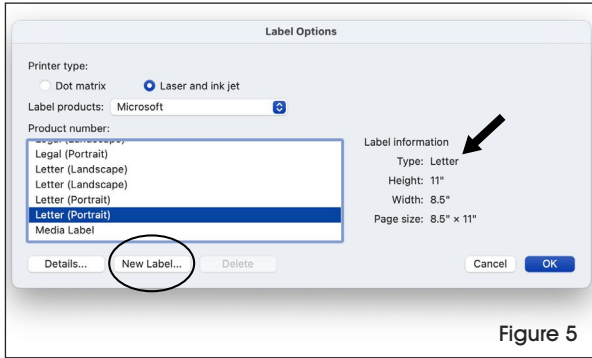 Label Options
Printer type:
Dot matrix Laser and ink jet
Label products: Microsoft
Product number:
Legal (Landscape)
Legal (Portrait)
Letter (Landscape)
Letter (Landscape)
Letter (Portrait)
Letter (Portrait)
Media Label
Label information
Type: Letter
Height: 11"
Width: 8.5"
Page size: 8.5" × 11"
Details... New Label... Delete Cancel OK
Figure 5